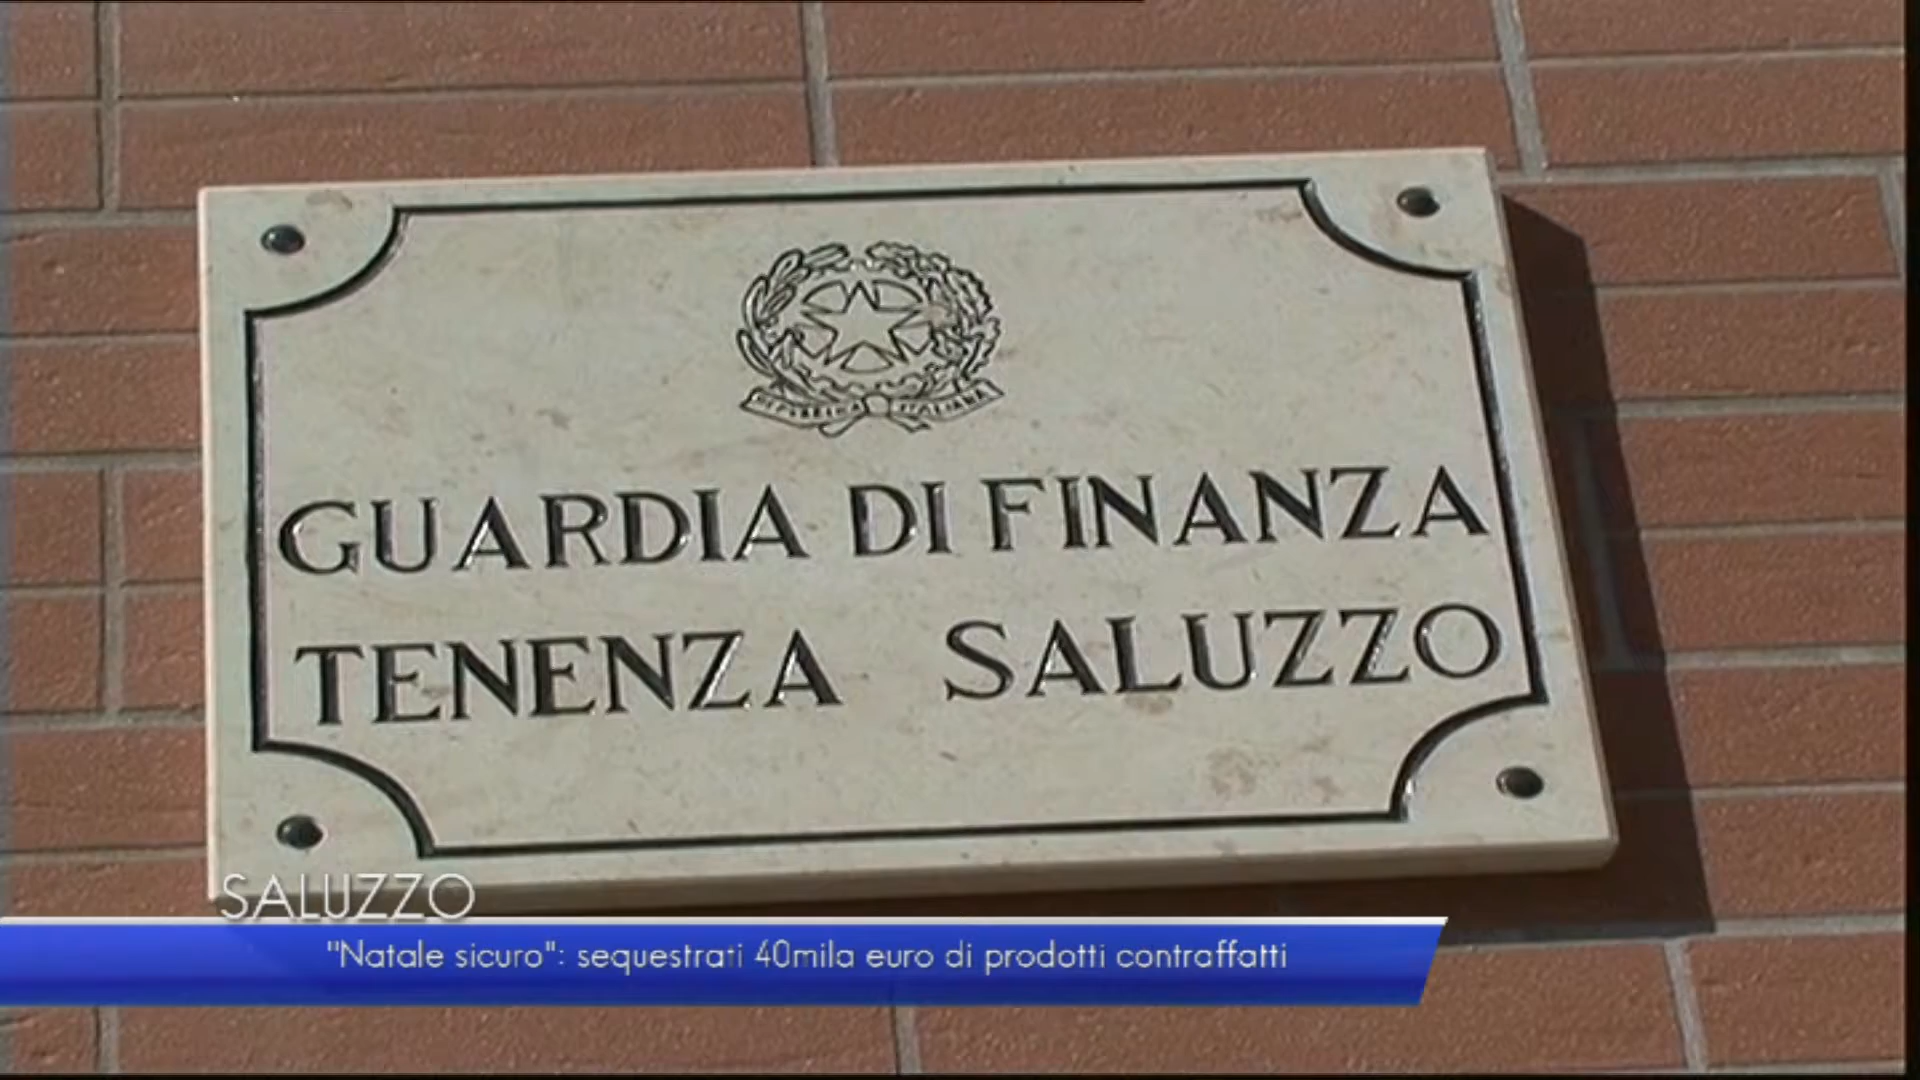 REPUBBLICA ITALIANA
GUARDIA DI FINANZA
TENENZA SALUZZO
SALUZZO
"Natale sicuro": sequestrati 40mila euro di prodotti contraffatti